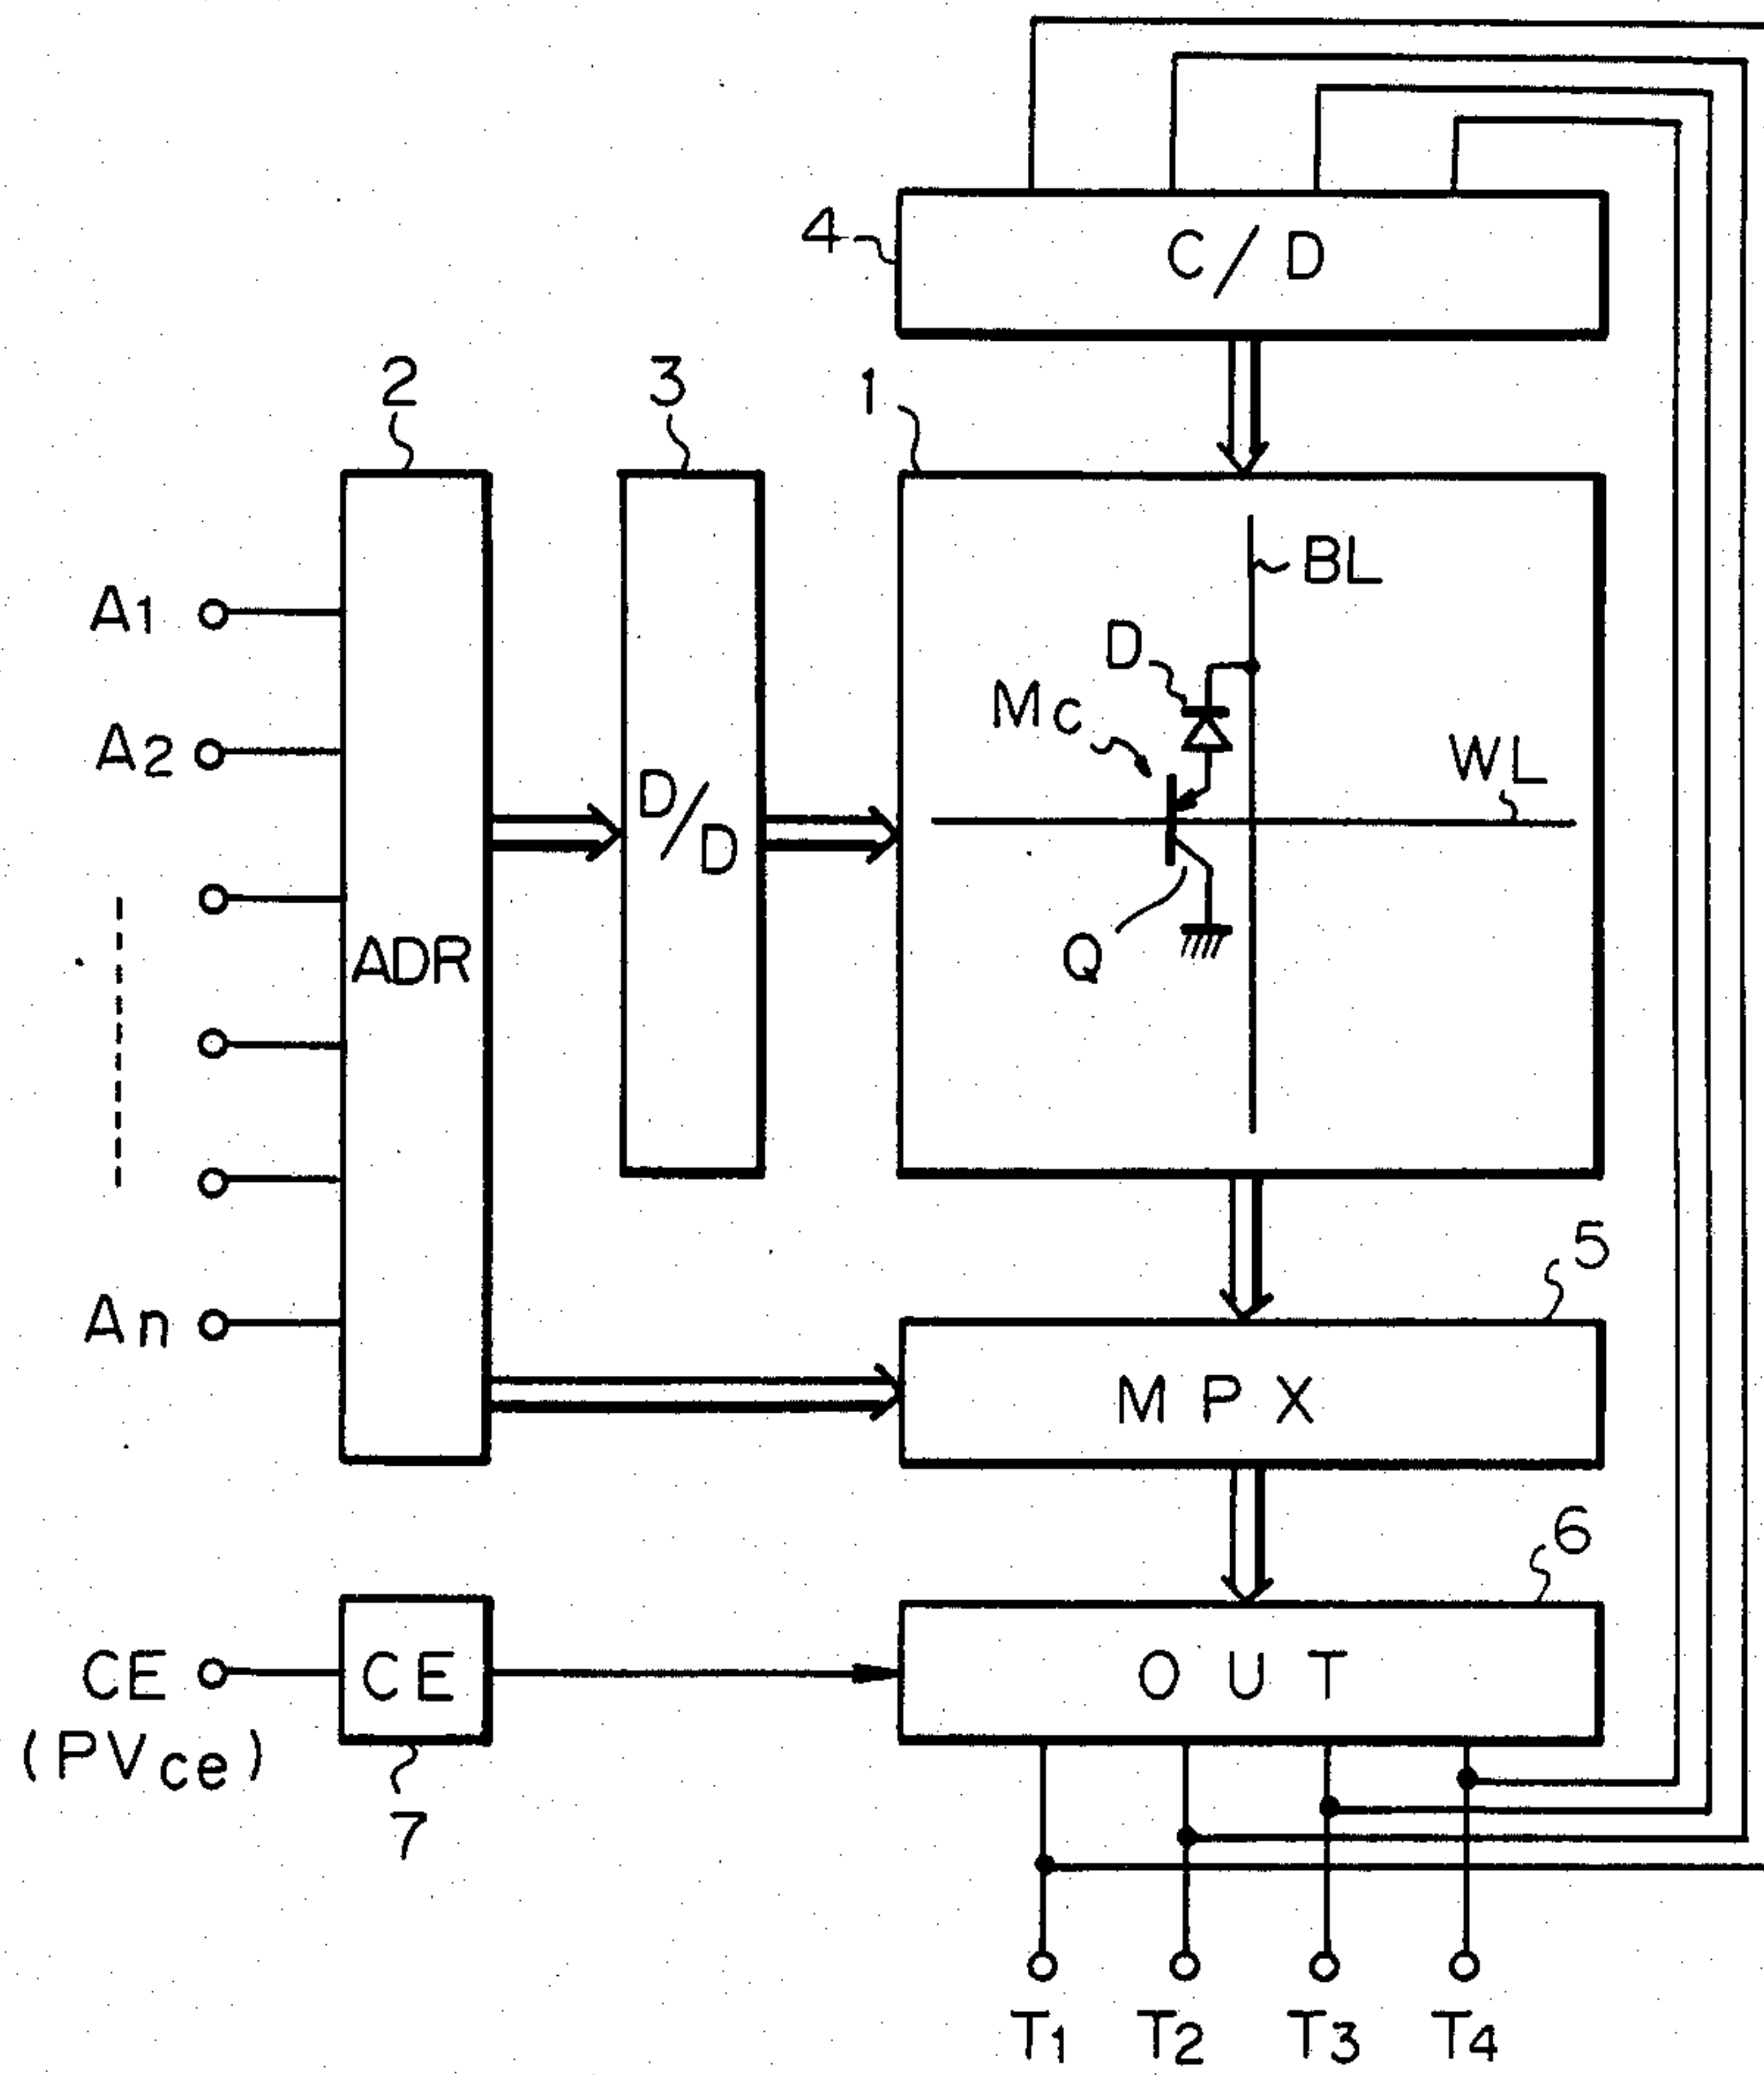 4
C/D
2
3
1
BL
A1
D
Mc
A2
WL
D/D
ADR
Q
5
An
MPX
6
CE
CE
OUT
(PVce)
7
T1
T2
T3
T4